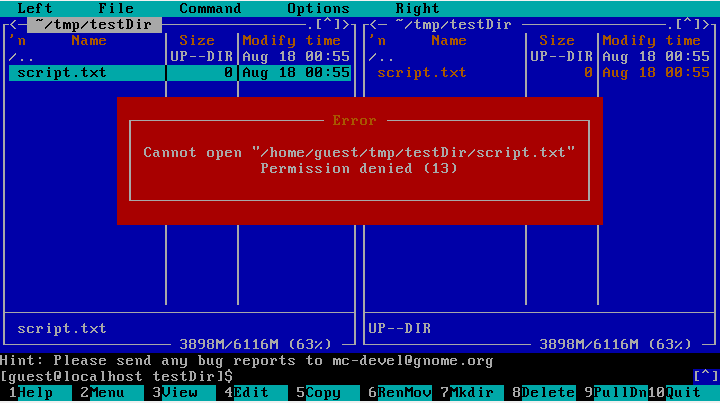 Left File Command Options Right
<─ ~/tmp/testDir ─.[^]> <─ ~/tmp/testDir ─.[^]>
'n Name Size Modify time 'n Name Size Modify time
/.. UP--DIR Aug 18 00:55 /.. UP--DIR Aug 18 00:55
script.txt 0 Aug 18 00:55 script.txt 0 Aug 18 00:55
Error
Cannot open "/home/guest/tmp/testDir/script.txt"
Permission denied (13)
script.txt UP--DIR
3898M/6116M (63%) 3898M/6116M (63%)
Hint: Please send any bug reports to mc-devel@gnome.org
[guest@localhost testDir]$ [^]
1Help 2Menu 3View 4Edit 5Copy 6RenMov 7Mkdir 8Delete 9PullDn 10Quit